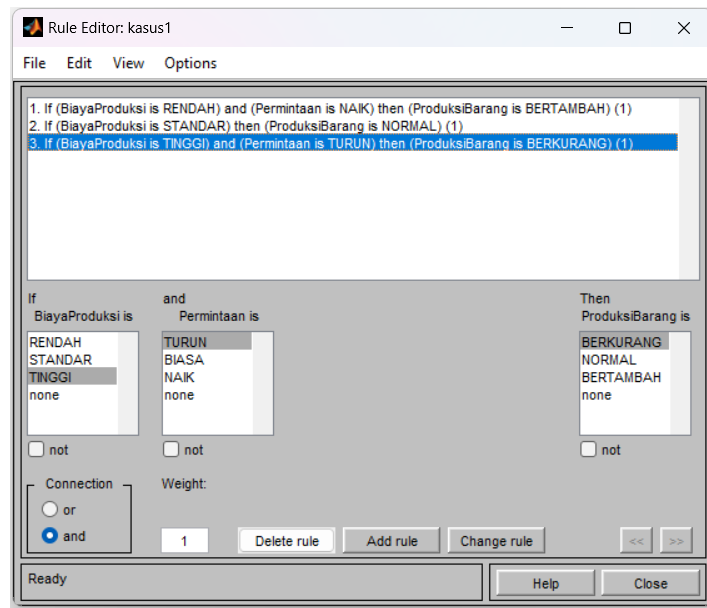 Rule Editor: kasus1
File Edit View Options
1. If (BiayaProduksi is RENDAH) and (Permintaan is NAIK) then (ProduksiBarang is BERTAMBAH) (1)
2. If (BiayaProduksi is STANDAR) then (ProduksiBarang is NORMAL) (1)
3. If (BiayaProduksi is TINGGI) and (Permintaan is TURUN) then (ProduksiBarang is BERKURANG) (1)
If
BiayaProduksi is
RENDAH
STANDAR
TINGGI
none
not
and
Permintaan is
TURUN
BIASA
NAIK
none
not
Then
ProduksiBarang is
BERKURANG
NORMAL
BERTAMBAH
none
not
Connection
or
and
Weight:
1
Delete rule
Add rule
Change rule
<<
>>
Ready
Help
Close